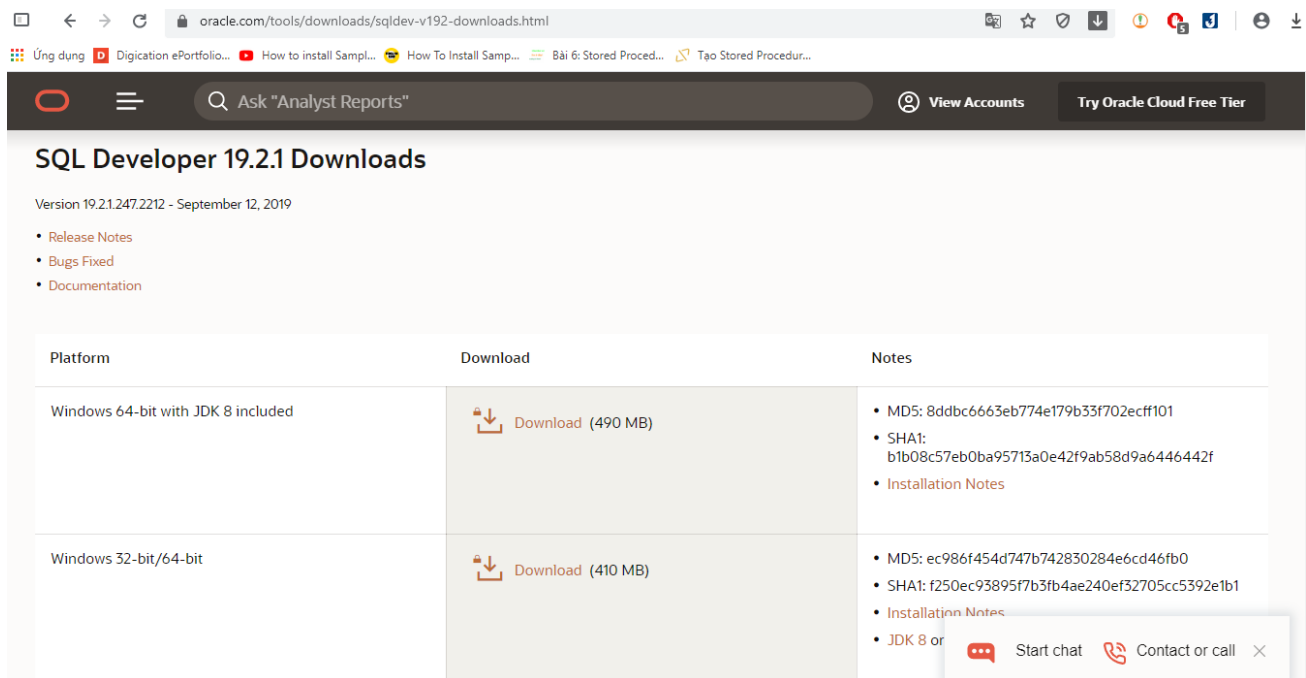 oracle.com/tools/downloads/sqldev-v192-downloads.html
5
Ứng dụng D Digication ePortfolio... How to install Sampl... How To Install Samp... Bài 6: Stored Proced... Tạo Stored Procedur...
Ask "Analyst Reports" View Accounts Try Oracle Cloud Free Tier
SQL Developer 19.2.1 Downloads
Version 19.2.1.247.2212 - September 12, 2019
• Release Notes
• Bugs Fixed
• Documentation
Platform Download Notes
Windows 64-bit with JDK 8 included Download (490 MB)
• MD5: 8ddbc6663eb774e179b33f702ecff101
• SHA1:
b1b08c57eb0ba95713a0e42f9ab58d9a6446442f
• Installation Notes
Windows 32-bit/64-bit Download (410 MB)
• MD5: ec986f454d747b742830284e6cd46fb0
• SHA1: f250ec93895f7b3fb4ae240ef32705cc5392e1b1
• Installation Notes
• JDK 8 or
Start chat Contact or call